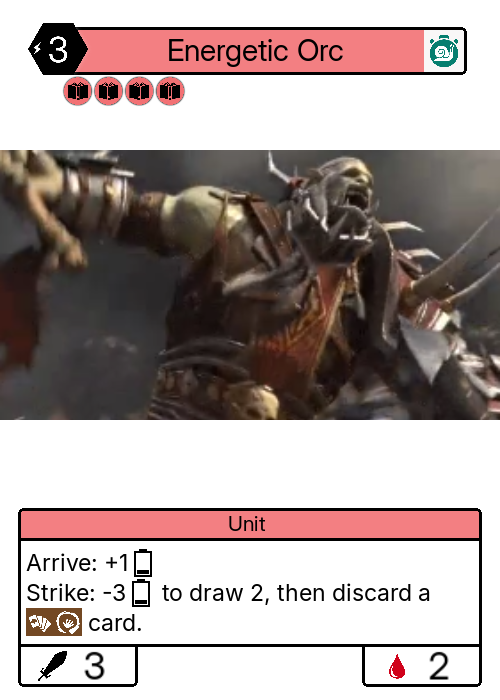 3
Energetic Orc
Unit
Arrive: +1
Strike: -3 to draw 2, then discard a
card.
3
2